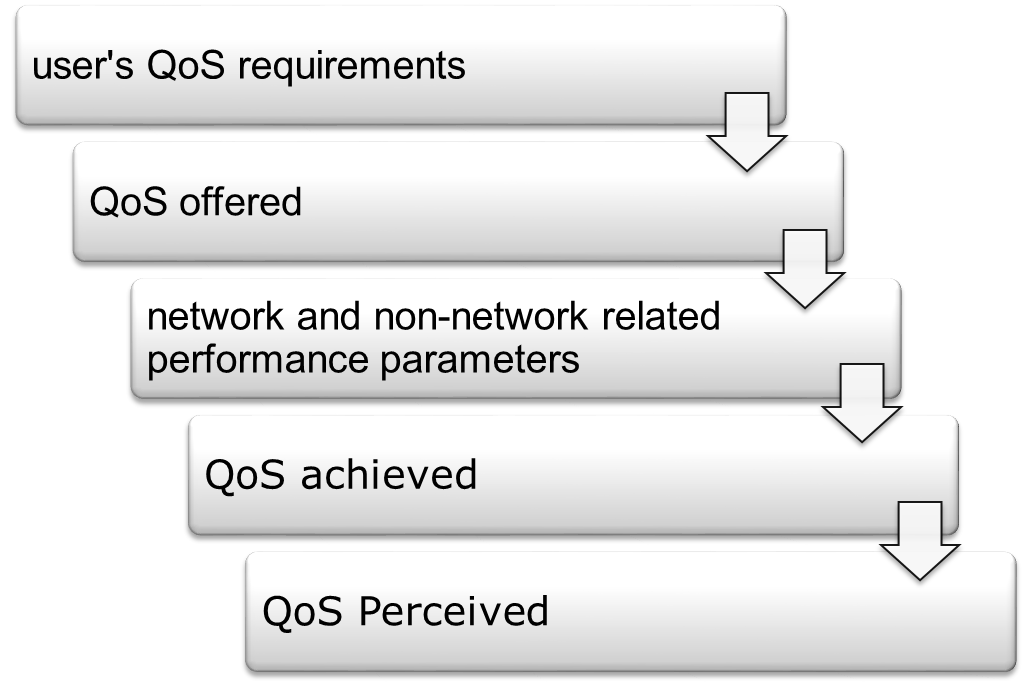 user's QoS requirements
QoS offered
network and non-network related
performance parameters
QoS achieved
QoS Perceived